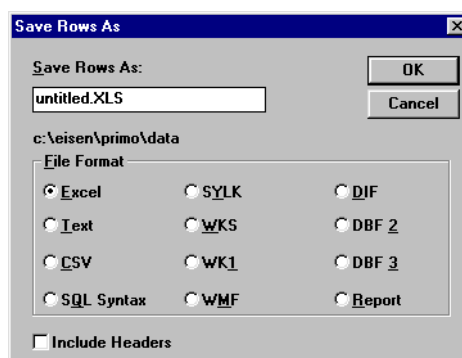 Save Rows As
Save Rows As:
OK
untitled.XLS
Cancel
c:\eisen\primo\data
File Format
Excel SYLK DIF
Text WKS DBF 2
CSV WK1 DBF 3
SQL Syntax WMF Report
Include Headers